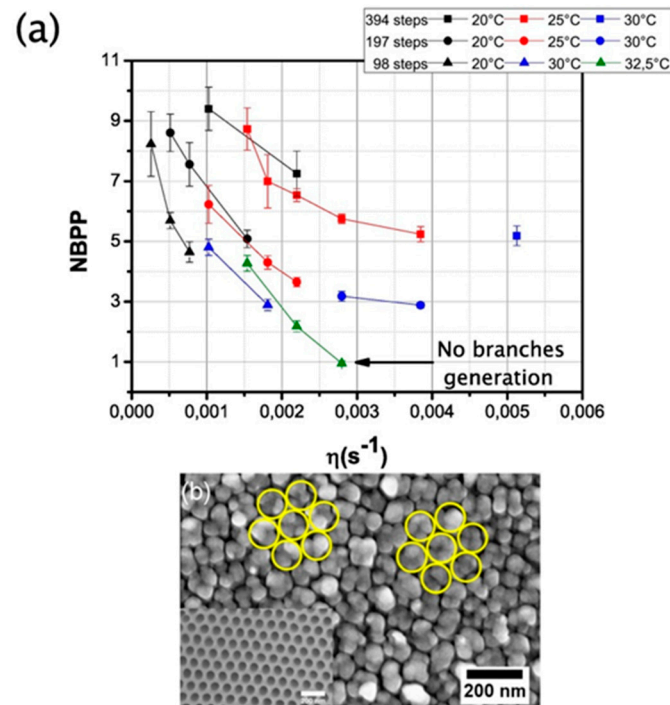 (a)
394 steps 20°C 25°C 30°C
197 steps 20°C 25°C 30°C
98 steps 20°C 30°C 32,5°C
11
9
7
5
3
1
NBPP
No branches
generation
0,000 0,001 0,002 0,003 0,004 0,005 0,006
η(s⁻¹)
(b)
200 nm